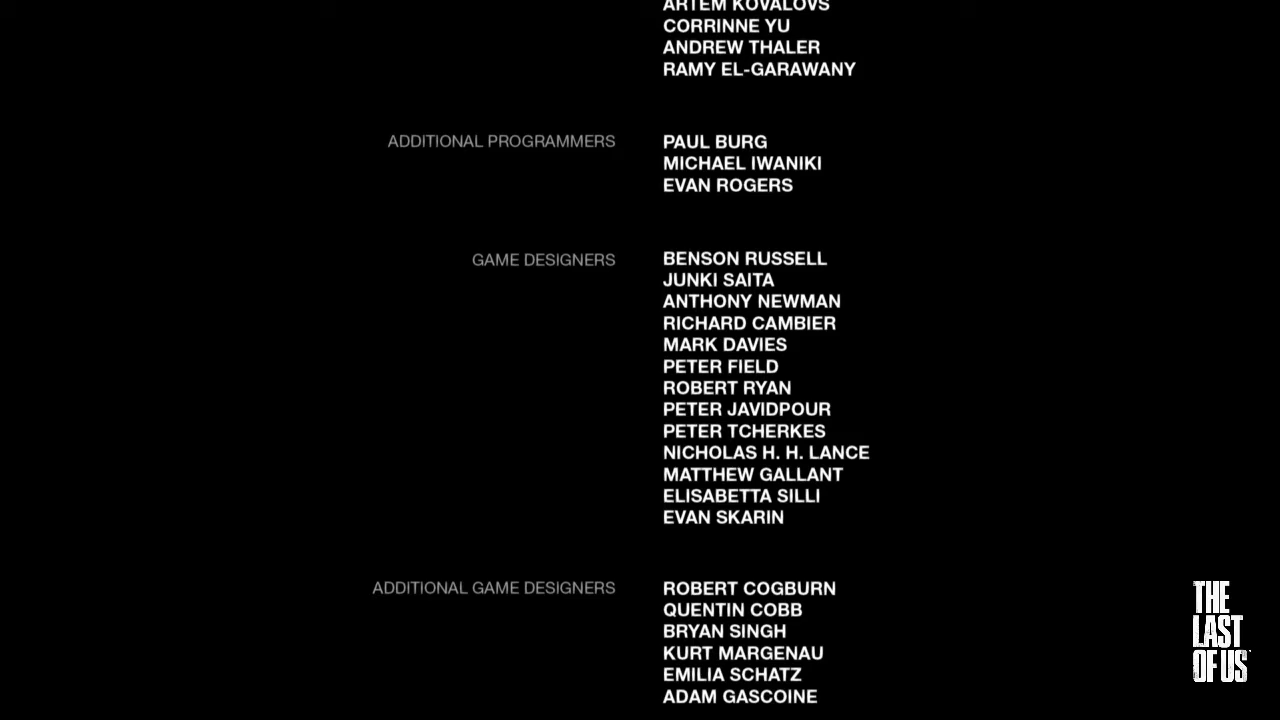 ARTEM KOVALOVS
CORRINNE YU
ANDREW THALER
RAMY EL-GARAWANY
ADDITIONAL PROGRAMMERS PAUL BURG
MICHAEL IWANIKI
EVAN ROGERS
GAME DESIGNERS BENSON RUSSELL
JUNKI SAITA
ANTHONY NEWMAN
RICHARD CAMBIER
MARK DAVIES
PETER FIELD
ROBERT RYAN
PETER JAVIDPOUR
PETER TCHERKES
NICHOLAS H. H. LANCE
MATTHEW GALLANT
ELISABETTA SILLI
EVAN SKARIN
ADDITIONAL GAME DESIGNERS ROBERT COGBURN
QUENTIN COBB
BRYAN SINGH
KURT MARGENAU
EMILIA SCHATZ
ADAM GASCOINE
THE
LAST
OF US